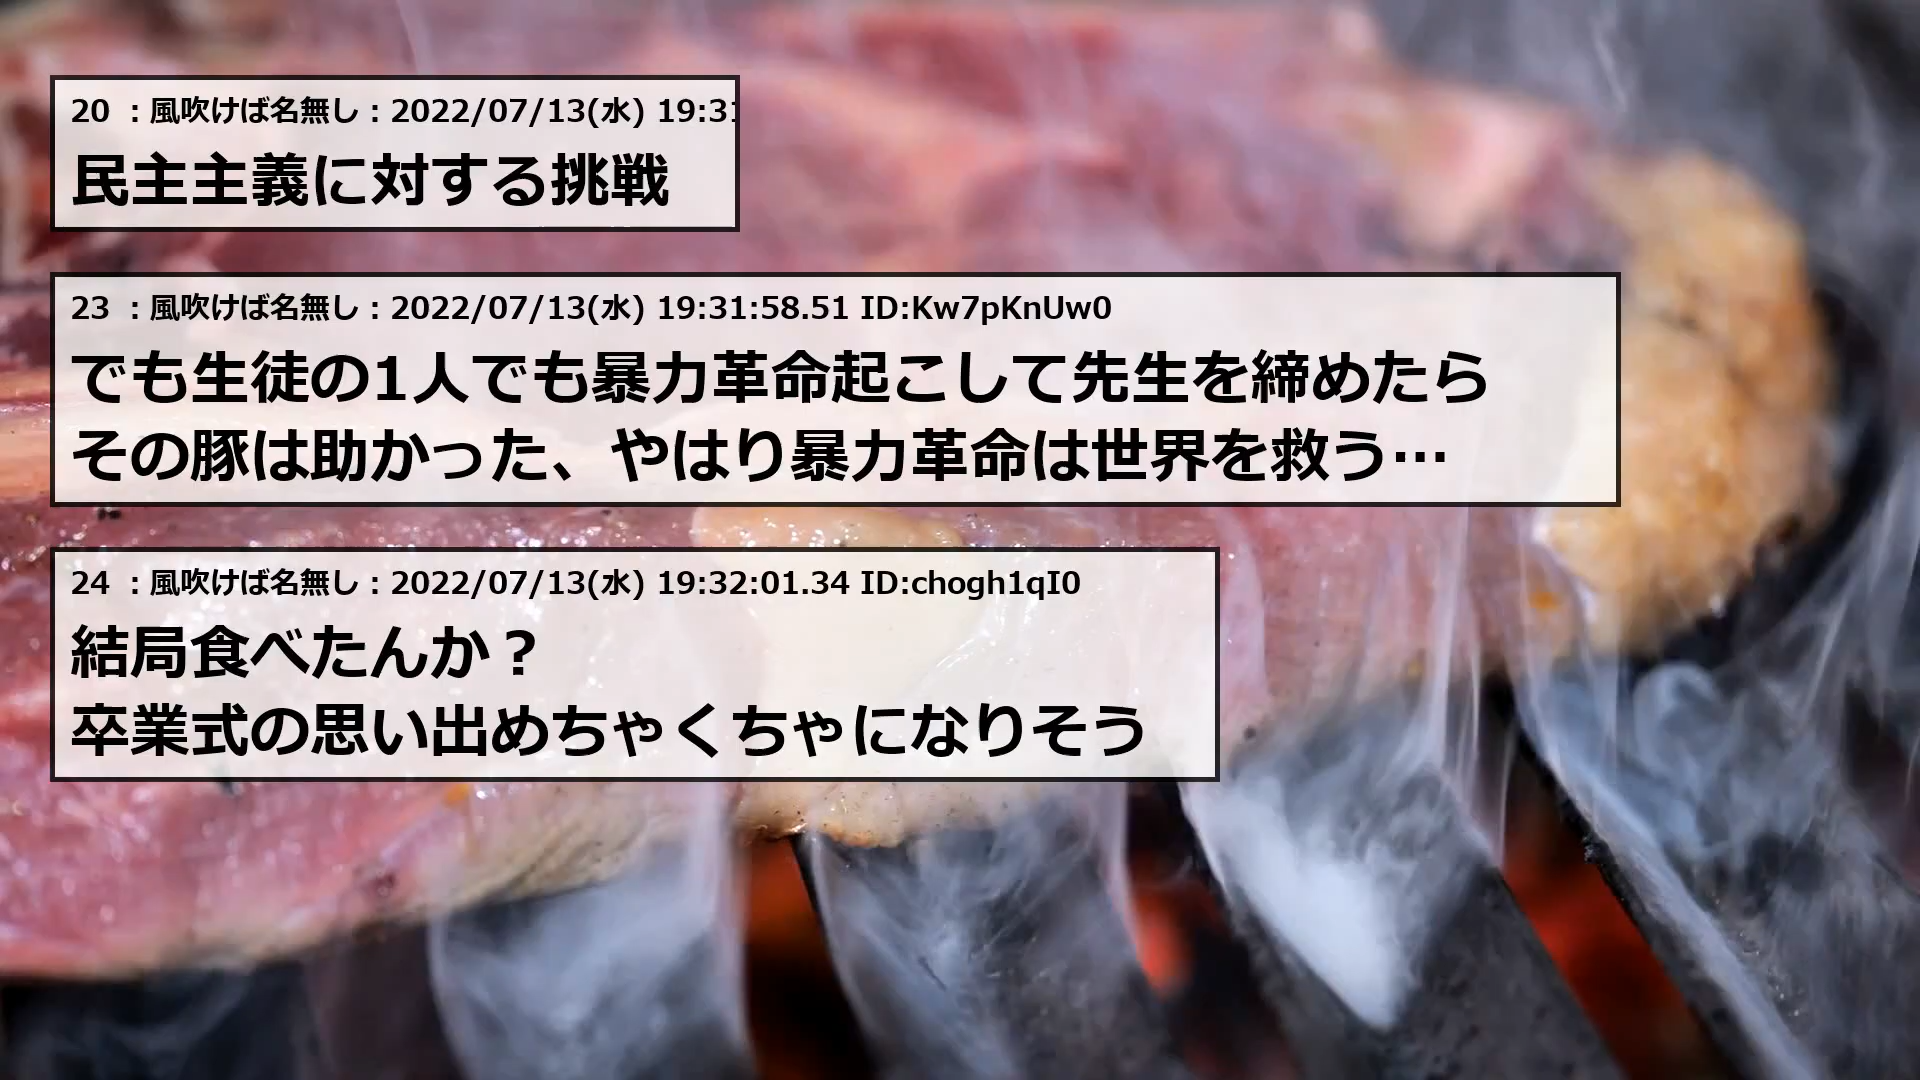 20 ：風吹けば名無し：2022/07/13(水) 19:31
民主主義に対する挑戦
23 ：風吹けば名無し：2022/07/13(水) 19:31:58.51 ID:Kw7pKnUw0
でも生徒の1人でも暴力革命起こして先生を締めたら
その豚は助かった、やはり暴力革命は世界を救う…
24 ：風吹けば名無し：2022/07/13(水) 19:32:01.34 ID:chogh1qI0
結局食べたんか？
卒業式の思い出めちゃくちゃになりそう